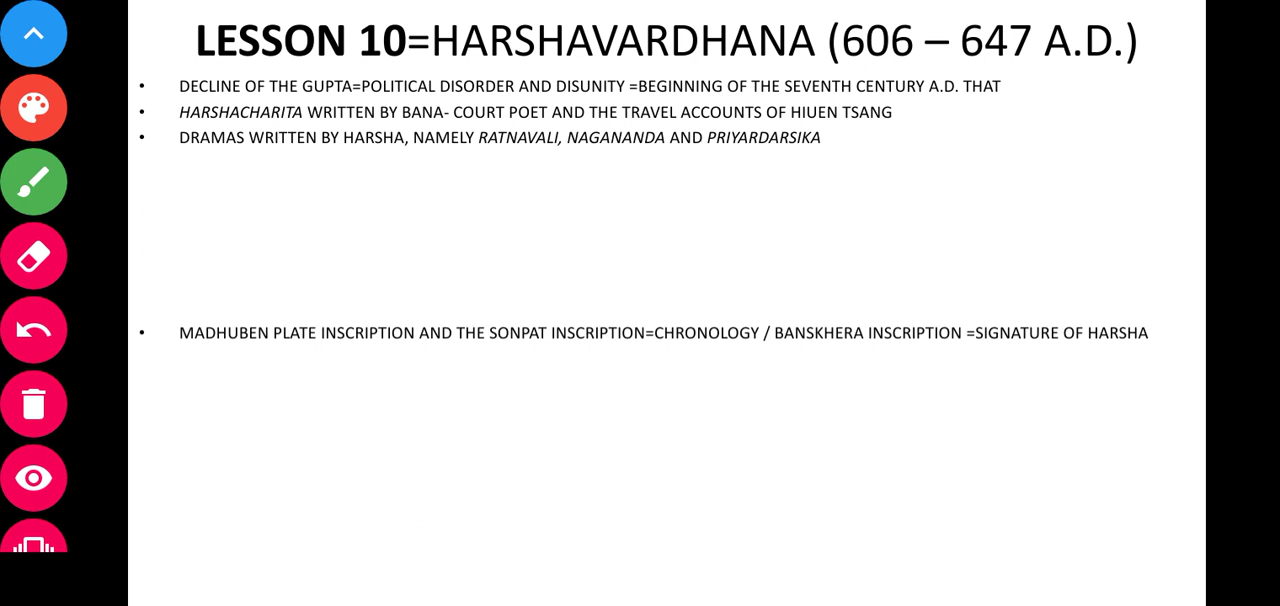 LESSON 10=HARSHAVARDHANA (606 – 647 A.D.)
• DECLINE OF THE GUPTA=POLITICAL DISORDER AND DISUNITY =BEGINNING OF THE SEVENTH CENTURY A.D. THAT
• HARSHACHARITA WRITTEN BY BANA- COURT POET AND THE TRAVEL ACCOUNTS OF HIUEN TSANG
• DRAMAS WRITTEN BY HARSHA, NAMELY RATNAVALI, NAGANANDA AND PRIYARDARSIKA
• MADHUBEN PLATE INSCRIPTION AND THE SONPAT INSCRIPTION=CHRONOLOGY / BANSKHERA INSCRIPTION =SIGNATURE OF HARSHA